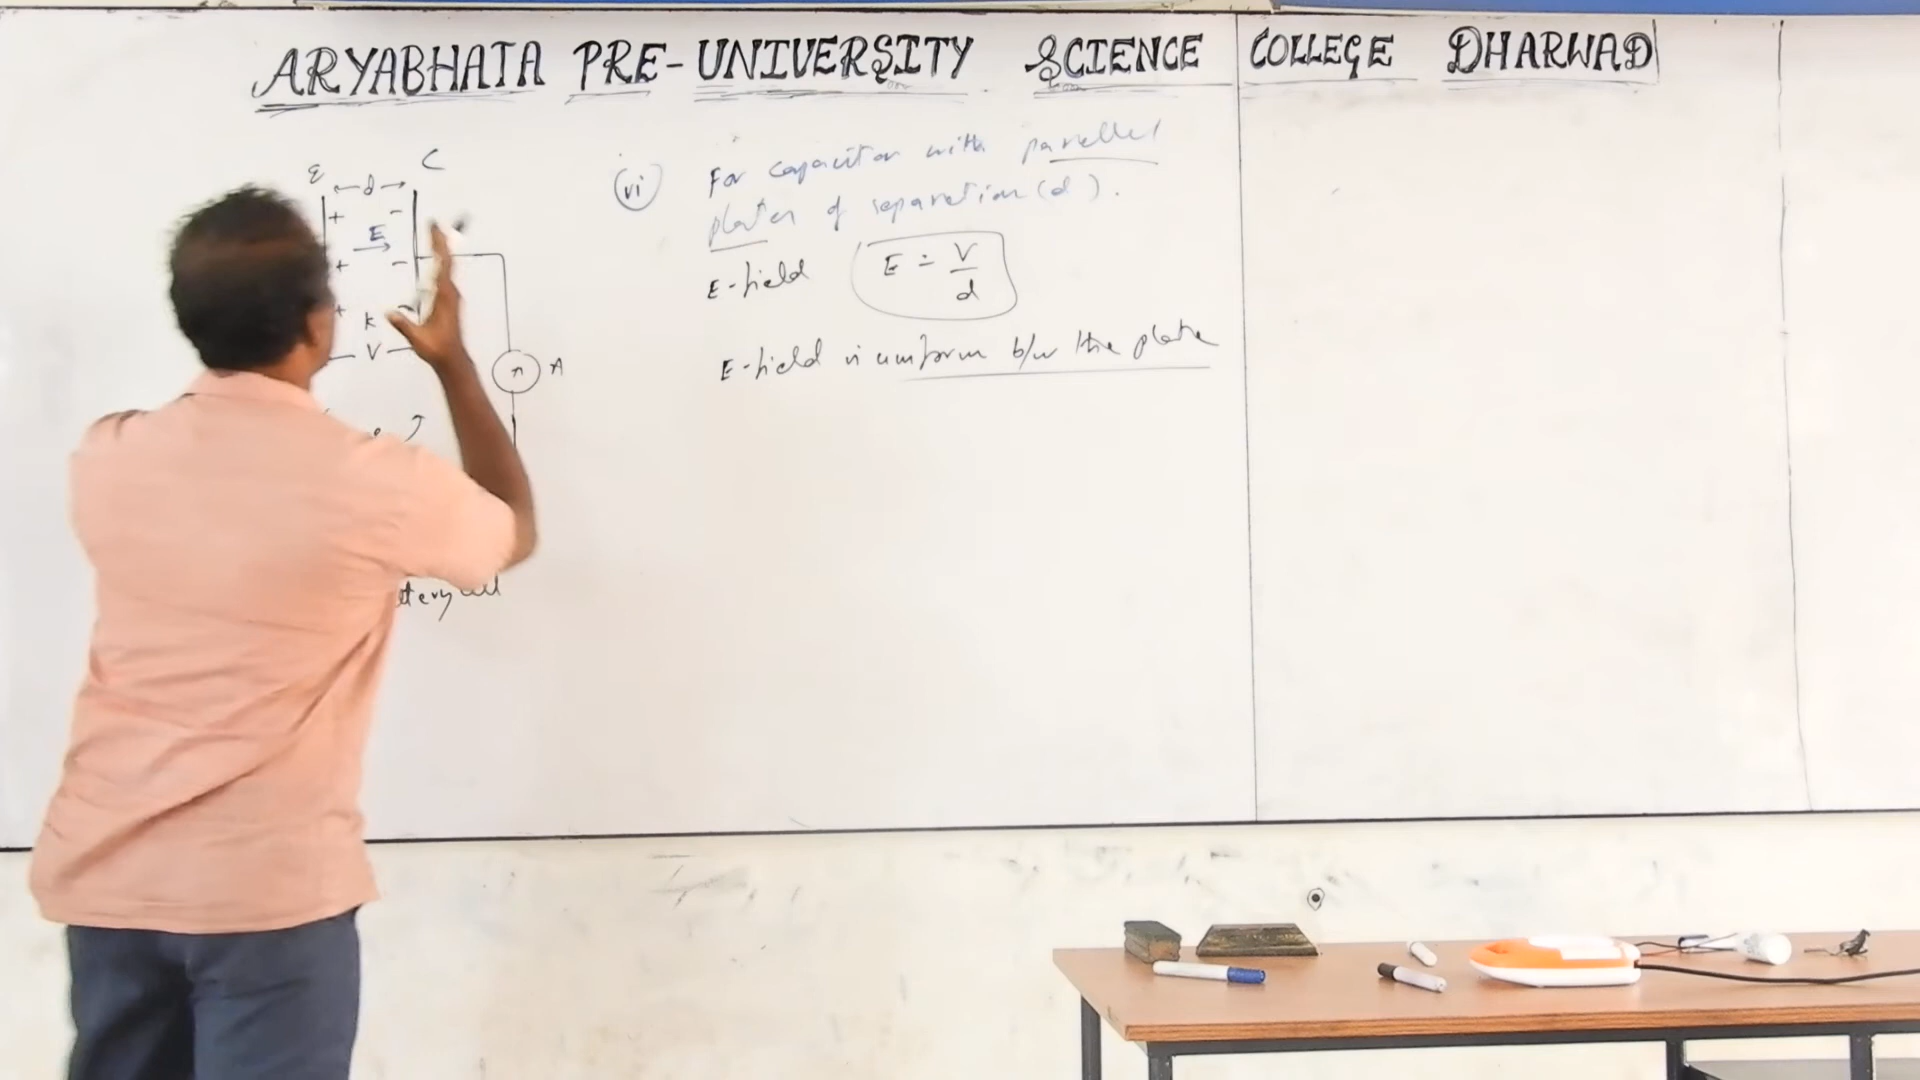 ARYABHATA PRE-UNIVERSITY SCIENCE COLLEGE DHARWAD
E C
d
+ -
E
+ -
+ K
V
A
(vi) For capacitor with parellel
plates of separation (d).
E-field E = V/d
E-field is uniform b/w the plate